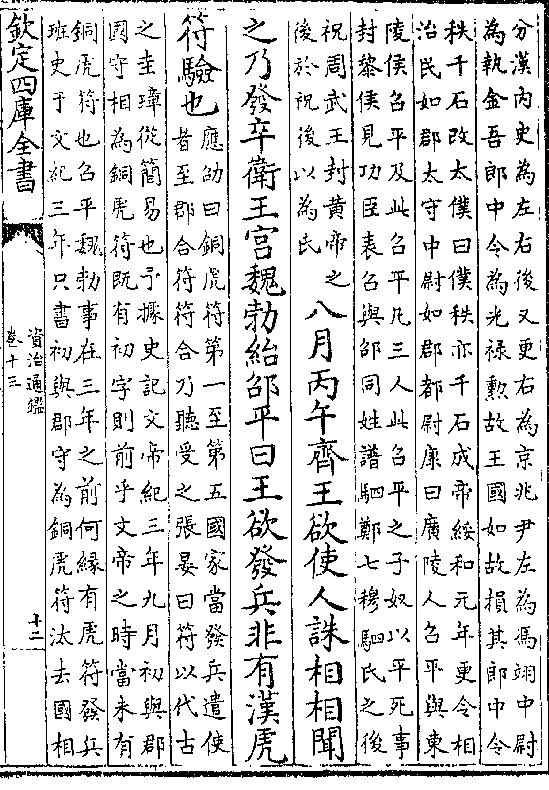 分漢内史為左右後又更右為京兆尹左為馮翊中尉
為執金吾郎中令為光禄勲故王國如故損其郎中令
秩千石改太僕曰僕秩亦千石成帝綏和元年更令相
治民如郡太守中尉如郡都尉康曰廣陵人召平與東
陵侯召平及此召平凡三人此召平之子奴以平死事
封黎侯見功臣表召與邵同姓譜駟鄭七穆駟氏之後
祝周武王封黄帝之
後於祝後以為氏
八月丙午齊王欲使人誅相相聞
之乃發卒衛王宫魏勃紿邵平曰王欲發兵非有漢虎
符驗也
應劭曰銅虎符第一至第五國家當發兵遣使
者至郡合符符合乃聽受之張晏曰符以代古
之圭璋從簡易也予據史記文帝紀三年九月初與郡
國守相為銅虎符既有初字則前乎文帝之時當未有
銅虎符也召平魏勃事在三年之前何縁有虎符發兵
班史于文紀三年只書初與郡守為銅虎符汰去國相
欽定四庫全書
資治通鑑
卷十三
十二